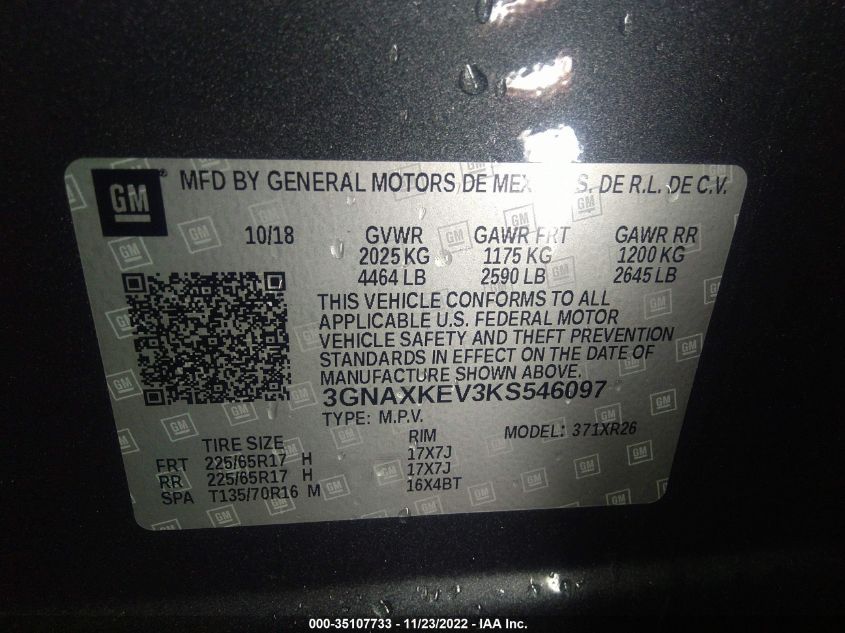 GM ® MFD BY GENERAL MOTORS DE MEX S. DE R.L. DE C.V.
10/18 GVWR GAWR FRT GAWR RR
2025 KG 1175 KG 1200 KG
4464 LB 2590 LB 2645 LB
THIS VEHICLE CONFORMS TO ALL
APPLICABLE U.S. FEDERAL MOTOR
VEHICLE SAFETY AND THEFT PREVENTION
STANDARDS IN EFFECT ON THE DATE OF
MANUFACTURE SHOWN ABOVE.
3GNAXKEV3KS546097
TYPE: M.P.V. MODEL: 371XR26
TIRE SIZE RIM
FRT 225/65R17 H 17X7J
RR 225/65R17 H 17X7J
SPA T135/70R16 M 16X4BT
000-35107733 - 11/23/2022 - IAA Inc.